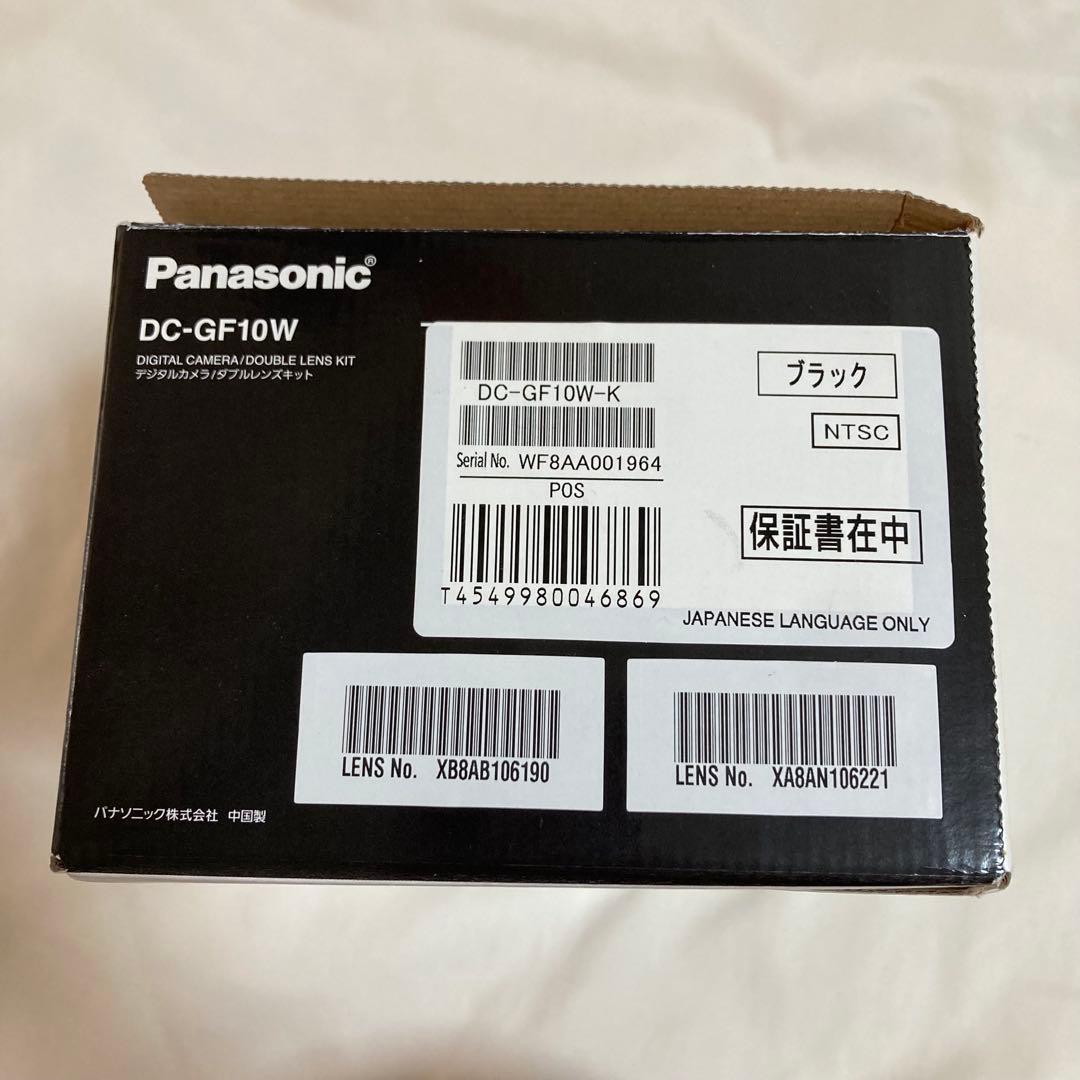 Panasonic®
DC-GF10W
DIGITAL CAMERA/DOUBLE LENS KIT
デジタルカメラ/ダブルレンズキット
DC-GF10W-K
Serial No. WF8AA001964
POS
T4549980046869
ブラック
NTSC
保証書在中
JAPANESE LANGUAGE ONLY
LENS No. XB8AB106190
LENS No. XA8AN106221
パナソニック株式会社 中国製